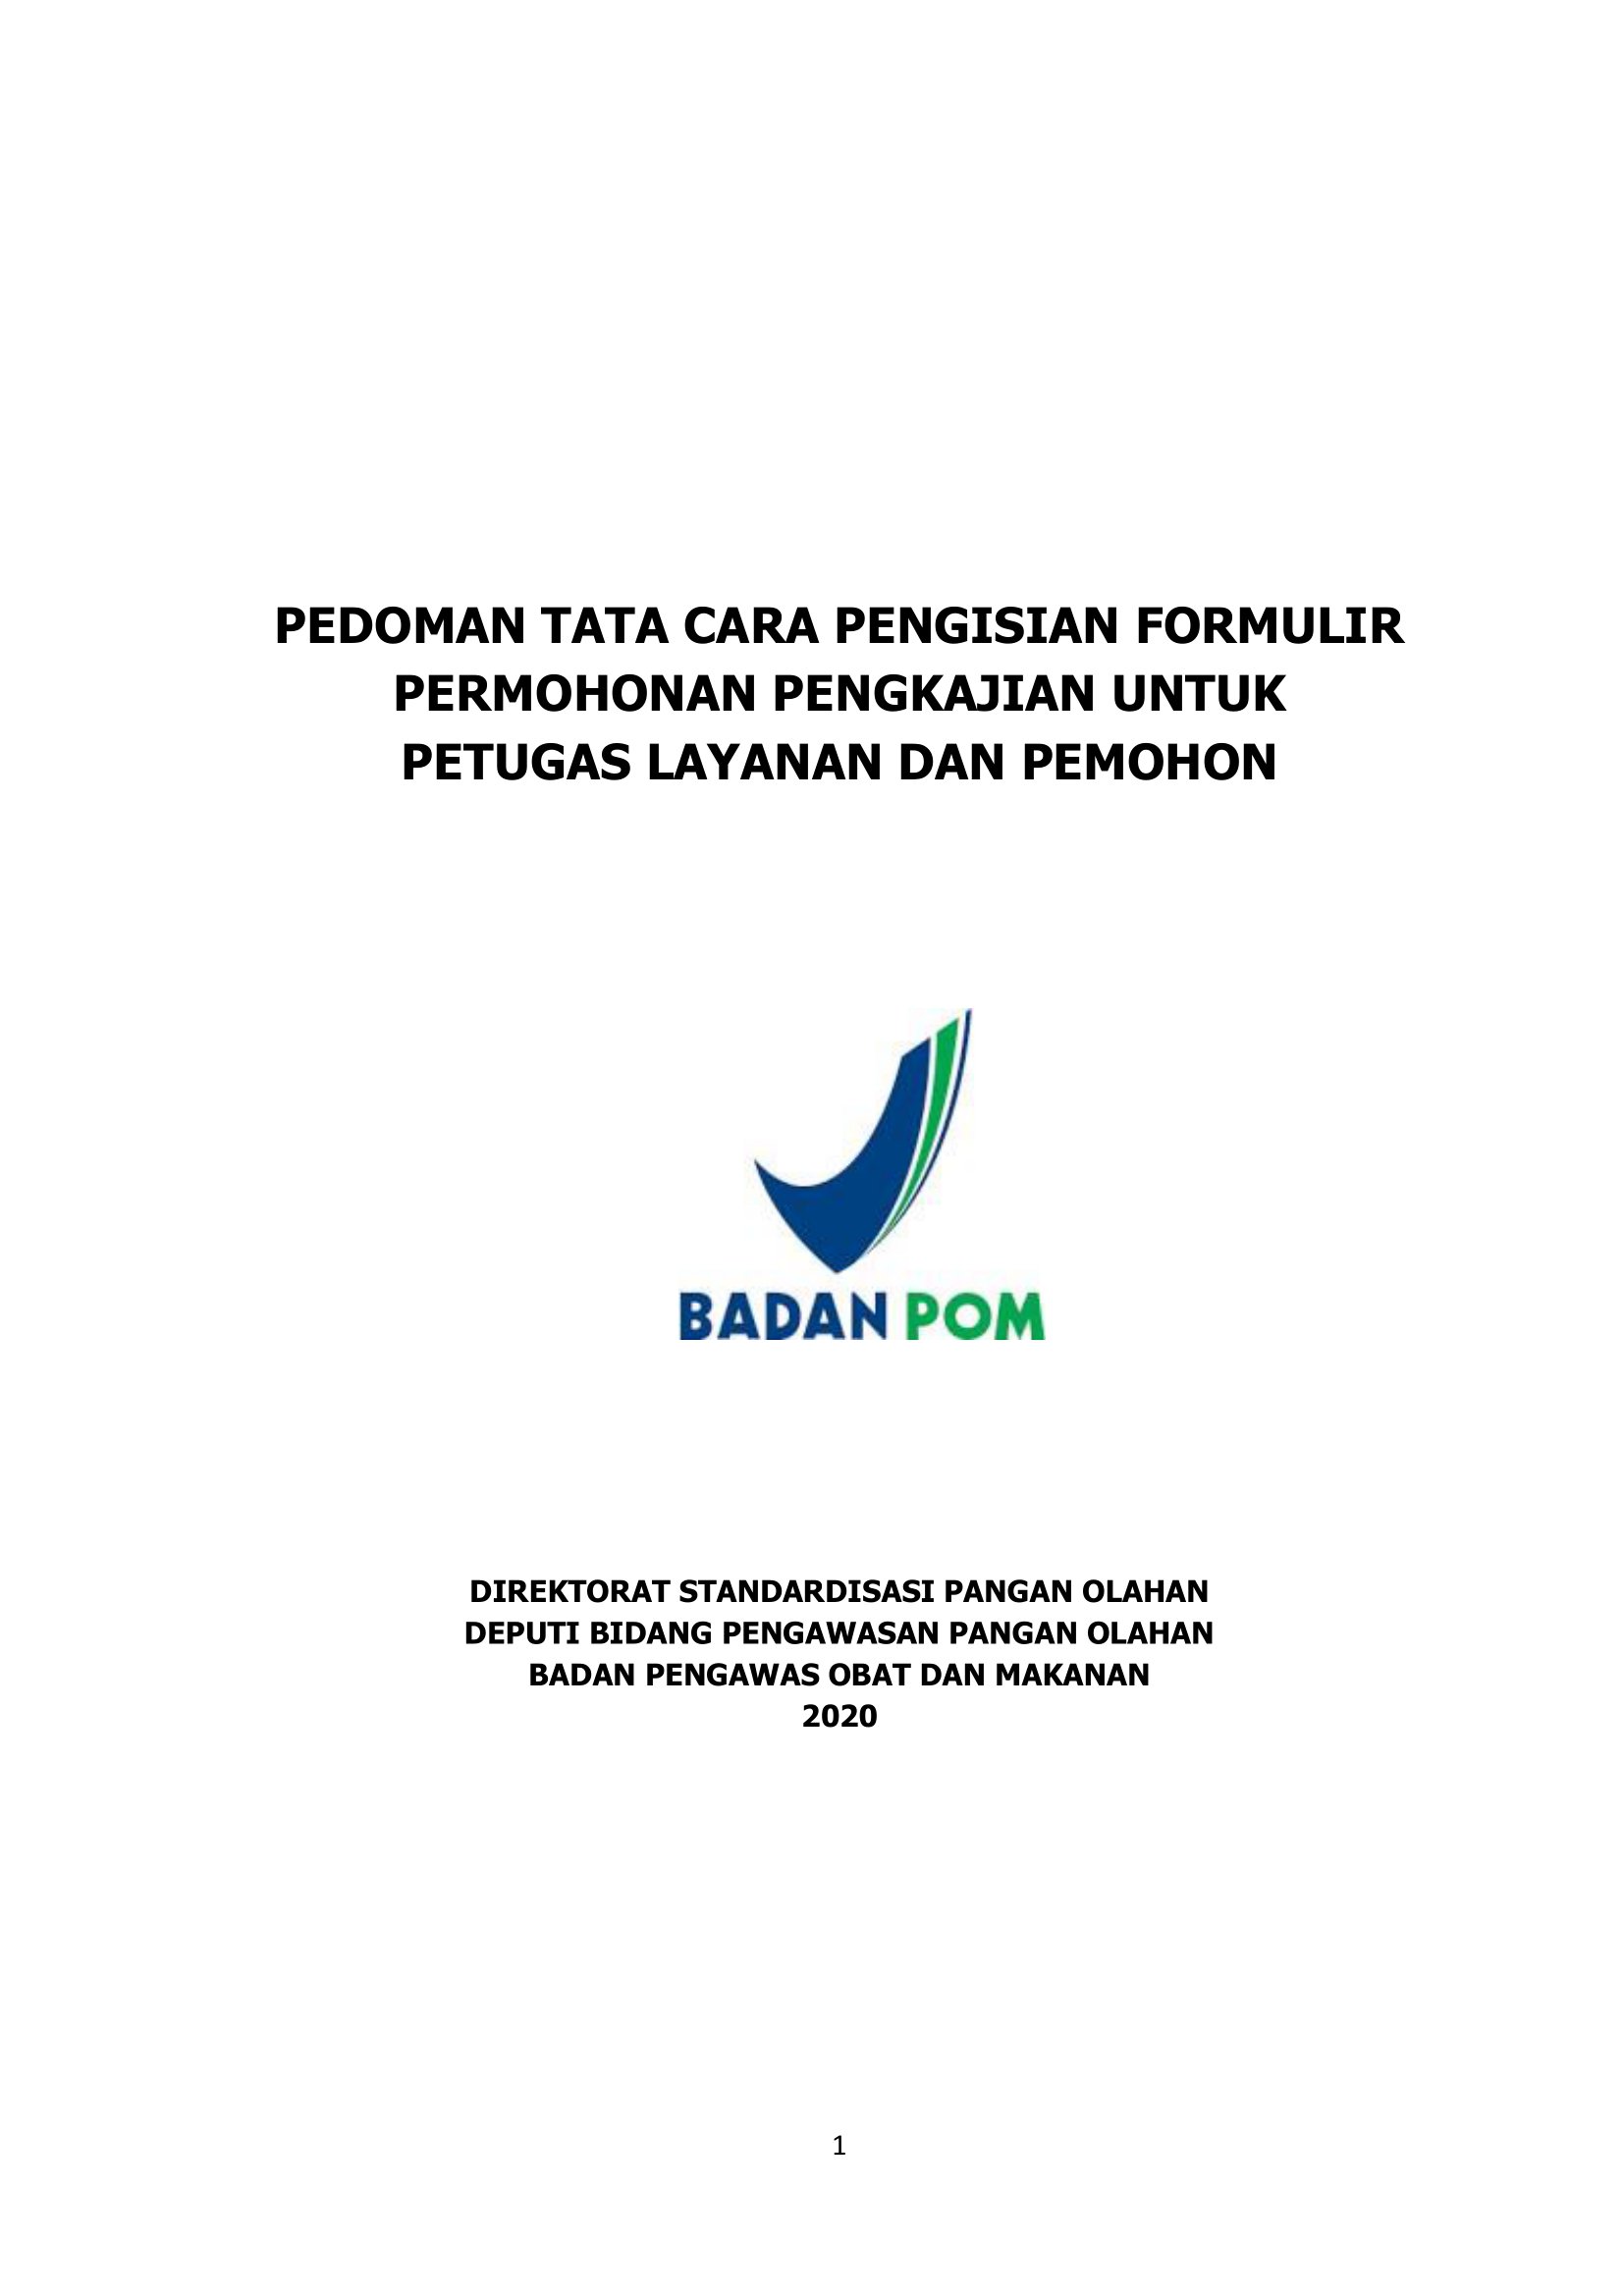 PEDOMAN TATA CARA PENGISIAN FORMULIR
PERMOHONAN PENGKAJIAN UNTUK
PETUGAS LAYANAN DAN PEMOHON
BADAN POM
DIREKTORAT STANDARDISASI PANGAN OLAHAN
DEPUTI BIDANG PENGAWASAN PANGAN OLAHAN
BADAN PENGAWAS OBAT DAN MAKANAN
2020
1